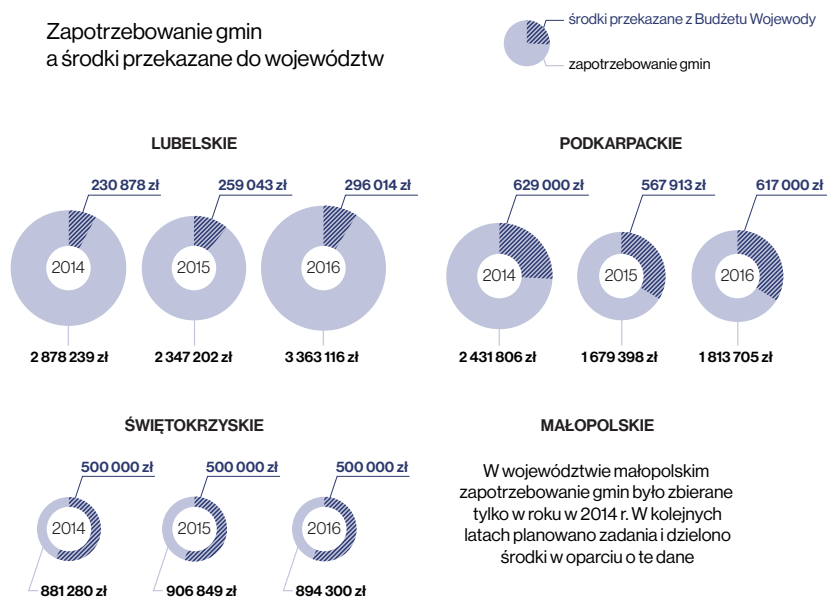 Zapotrzebowanie gmin
a środki przekazane do województw
środki przekazane z Budżetu Wojewody
zapotrzebowanie gmin
LUBELSKIE
230 878 zł
259 043 zł
296 014 zł
2014
2015
2016
2 878 239 zł
2 347 202 zł
3 363 116 zł
PODKARPACKIE
629 000 zł
567 913 zł
617 000 zł
2014
2015
2016
2 431 806 zł
1 679 398 zł
1 813 705 zł
ŚWIĘTOKRZYSKIE
500 000 zł
500 000 zł
500 000 zł
2014
2015
2016
881 280 zł
906 849 zł
894 300 zł
MAŁOPOLSKIE
W województwie małopolskim
zapotrzebowanie gmin było zbierane
tylko w roku w 2014 r. W kolejnych
latach planowano zadania i dzielono
środki w oparciu o te dane